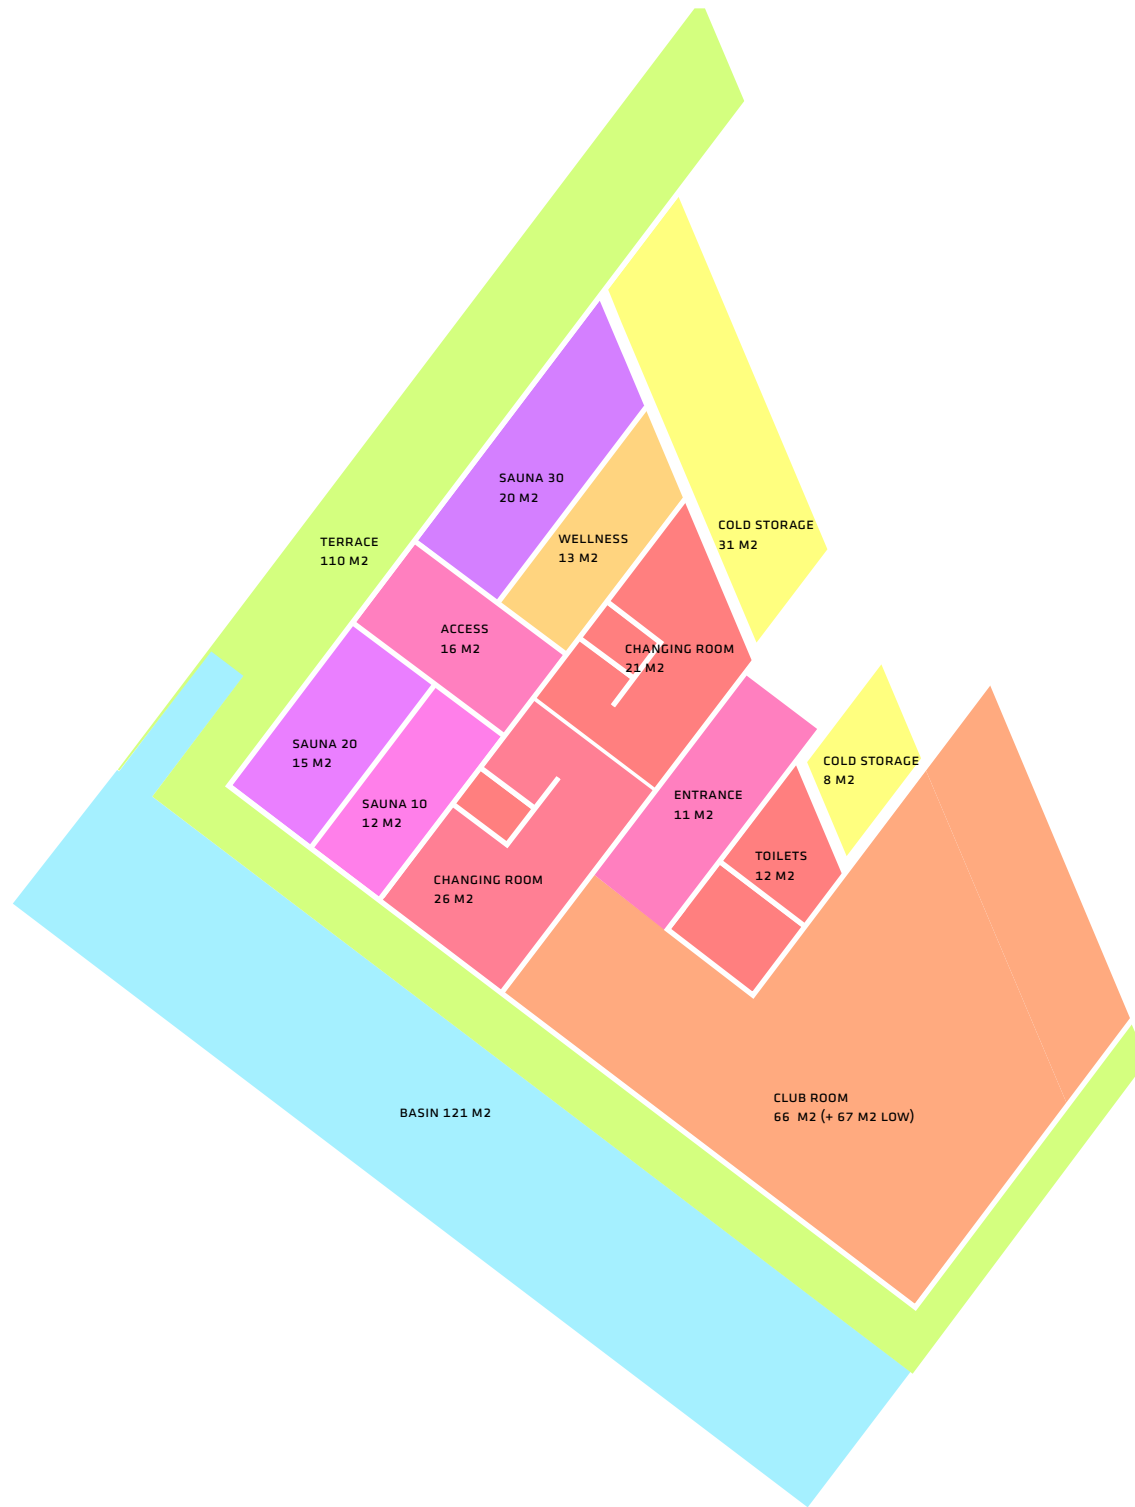 SAUNA 30
20 M2
COLD STORAGE
31 M2
WELLNESS
13 M2
TERRACE
110 M2
ACCESS
16 M2
CHANGING ROOM
21 M2
SAUNA 20
15 M2
COLD STORAGE
8 M2
SAUNA 10
12 M2
ENTRANCE
11 M2
TOILETS
12 M2
CHANGING ROOM
26 M2
CLUB ROOM
66 M2 (+ 67 M2 LOW)
BASIN 121 M2